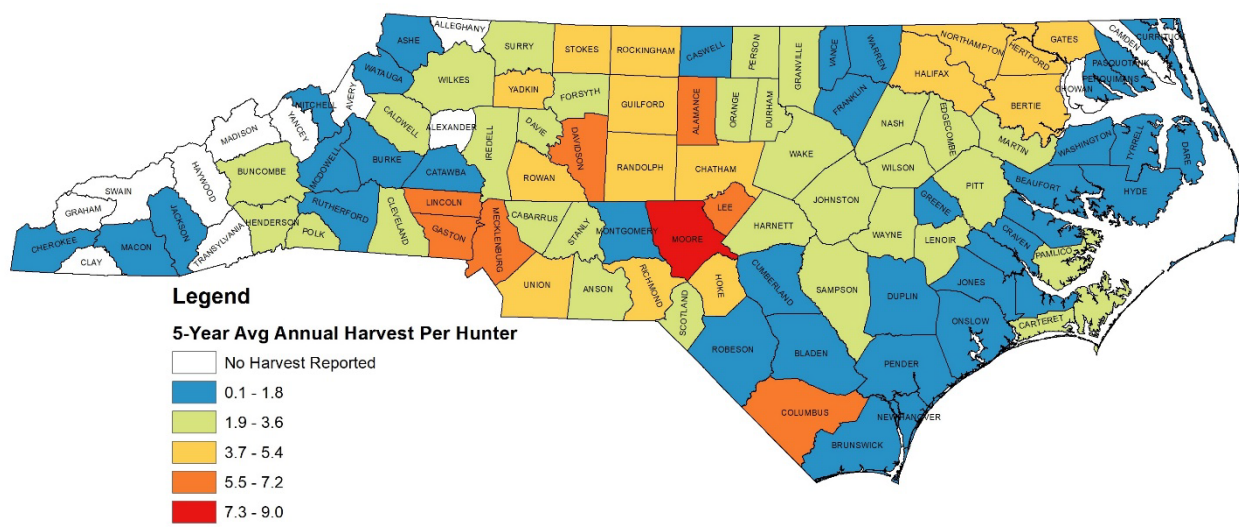 ALLEGHANY
ASHE
SURRY
STOKES
ROCKINGHAM
CASWELL
PERSON
GRANVILLE
VANCE
WARREN
NORTHAMPTON
HERTFORD
GATES
CAMDEN
CURRITUCK
PASQUOTANK
PERQUIMANS
CHOWAN
WATAUGA
WILKES
YADKIN
FORSYTH
GUILFORD
ALAMANCE
ORANGE
DURHAM
FRANKLIN
HALIFAX
BERTIE
MITCHELL
AVERY
YANCEY
CALDWELL
ALEXANDER
IREDELL
DAVIE
DAVIDSON
RANDOLPH
CHATHAM
WAKE
NASH
EDGECOMBE
MARTIN
WASHINGTON
TYRRELL
DARE
MADISON
HAYWOOD
BUNCOMBE
MCDOWELL
BURKE
CATAWBA
ROWAN
WILSON
PITT
BEAUFORT
HYDE
SWAIN
GRAHAM
JACKSON
RUTHERFORD
CLEVELAND
LINCOLN
GASTON
MECKLENBURG
CABARRUS
STANLY
MONTGOMERY
MOORE
LEE
HARNETT
JOHNSTON
WAYNE
GREENE
LENOIR
CRAVEN
PAMLICO
CHEROKEE
CLAY
MACON
TRANSYLVANIA
HENDERSON
POLK
UNION
ANSON
RICHMOND
SCOTLAND
HOKE
CUMBERLAND
SAMPSON
DUPLIN
JONES
ONSLOW
CARTERET
ROBESON
BLADEN
PENDER
COLUMBUS
NEW HANOVER
BRUNSWICK
Legend
5-Year Avg Annual Harvest Per Hunter
No Harvest Reported
0.1 - 1.8
1.9 - 3.6
3.7 - 5.4
5.5 - 7.2
7.3 - 9.0